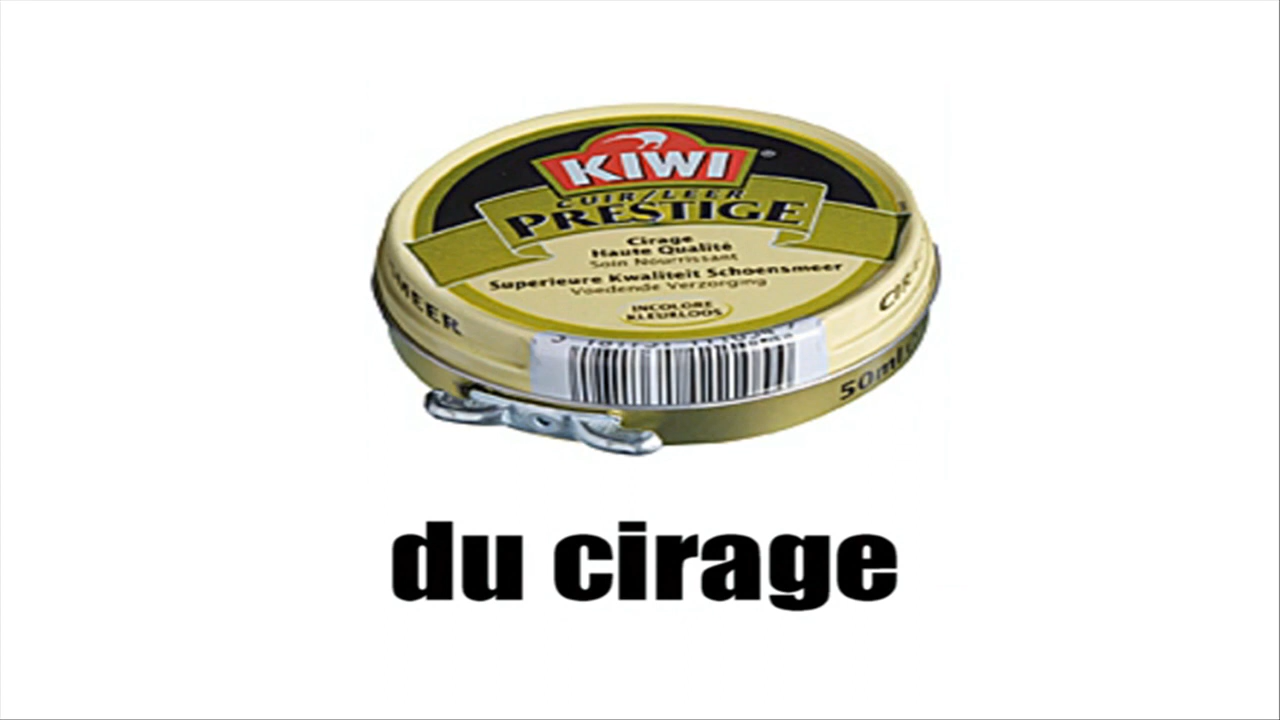 KIWI
CUIR/LEER
PRESTIGE
Cirage
Haute Qualité
Soin Nourrissant
Superieure Kwaliteit Schoensmeer
Voedende Verzorging
INCOLORE
KLEURLOOS
50ml
du cirage